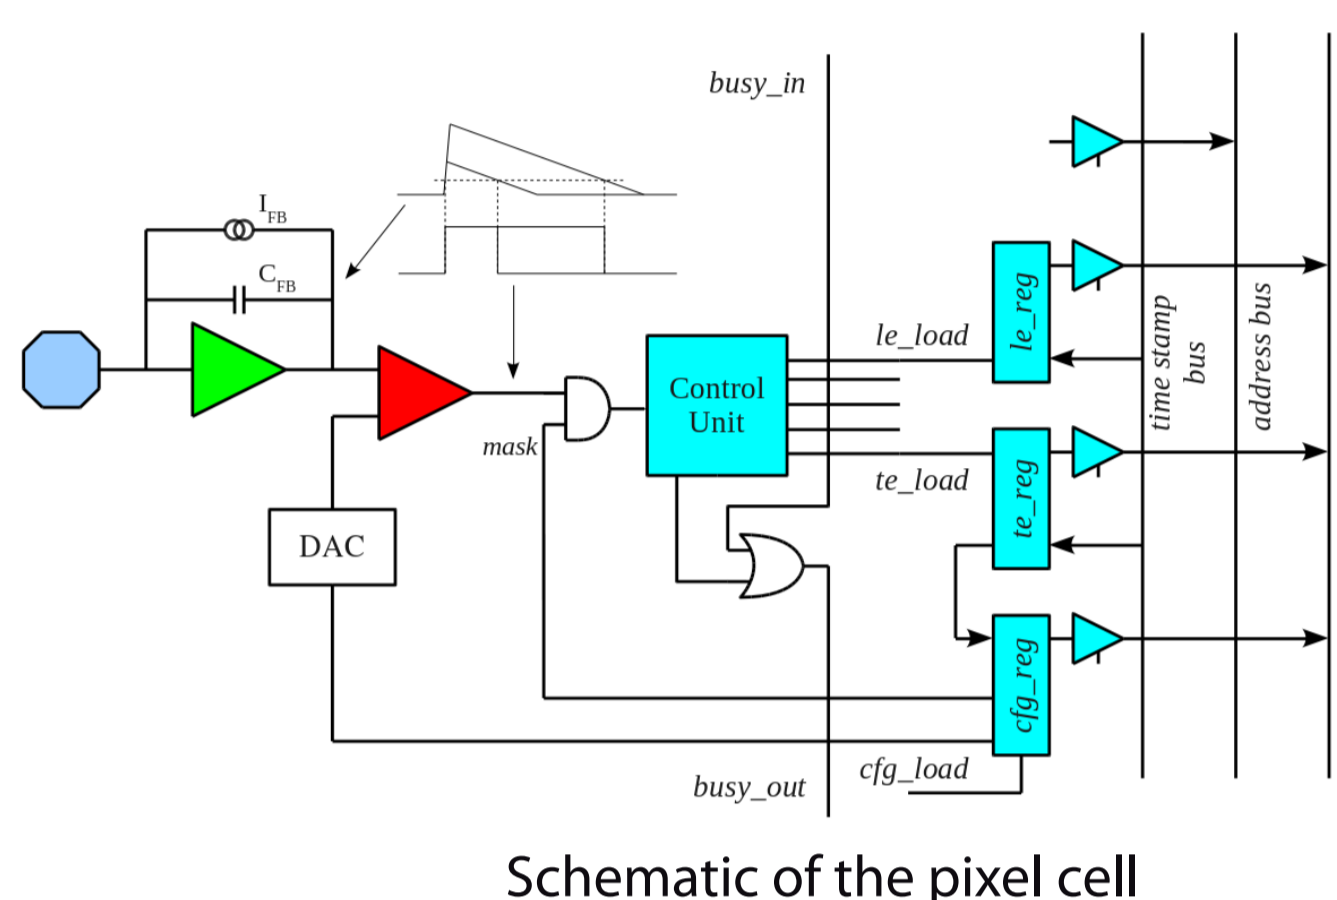 busy_in
I_FB
C_FB
le_load
le_reg
time stamp
bus
address bus
Control
Unit
mask
te_load
te_reg
DAC
cfg_reg
cfg_load
busy_out
Schematic of the pixel cell